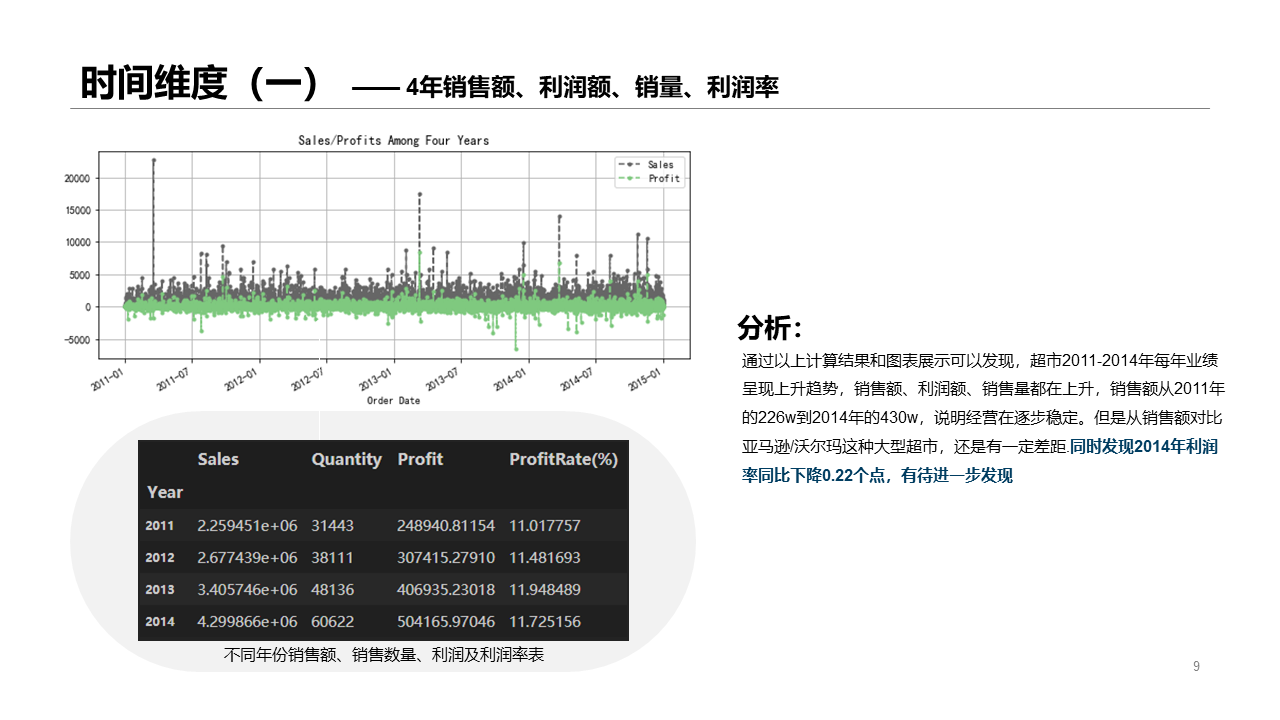 时间维度（一） —— 4年销售额、利润额、销量、利润率
Sales/Profits Among Four Years
Sales
Profit
20000
15000
10000
5000
0
−5000
2011-01
2011-07
2012-01
2012-07
2013-01
2013-07
2014-01
2014-07
2015-01
Order Date
Sales Quantity Profit ProfitRate(%)
Year
2011 2.259451e+06 31443 248940.81154 11.017757
2012 2.677439e+06 38111 307415.27910 11.481693
2013 3.405746e+06 48136 406935.23018 11.948489
2014 4.299866e+06 60622 504165.97046 11.725156
不同年份销售额、销售数量、利润及利润率表
分析：
通过以上计算结果和图表展示可以发现，超市2011-2014年每年业绩
呈现上升趋势，销售额、利润额、销售量都在上升，销售额从2011年
的226w到2014年的430w，说明经营在逐步稳定。但是从销售额对比
亚马逊/沃尔玛这种大型超市，还是有一定差距.同时发现2014年利润
率同比下降0.22个点，有待进一步发现
9